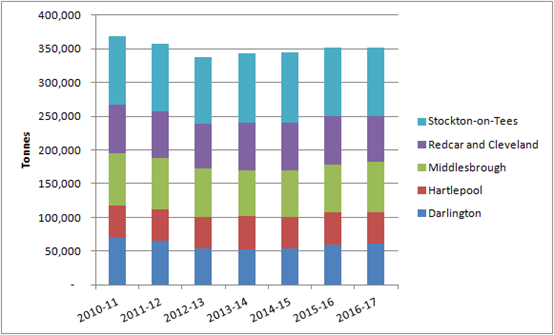 400,000
350,000
300,000
250,000
200,000
150,000
100,000
50,000
-
Tonnes
2010-11
2011-12
2012-13
2013-14
2014-15
2015-16
2016-17
Stockton-on-Tees
Redcar and Cleveland
Middlesbrough
Hartlepool
Darlington